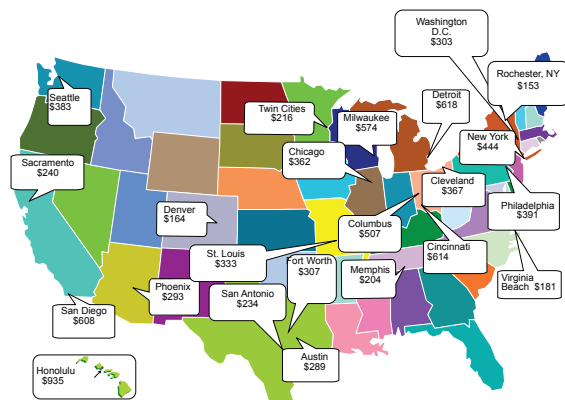 Washington
D.C.
$303
Rochester, NY
$153
Seattle
$383
Detroit
$618
Twin Cities
$216
Milwaukee
$574
New York
$444
Chicago
$362
Sacramento
$240
Cleveland
$367
Philadelphia
$391
Denver
$164
Columbus
$507
St. Louis
$333
Cincinnati
$614
Fort Worth
$307
Memphis
$204
Virginia
Beach $181
Phoenix
$293
San Antonio
$234
San Diego
$608
Austin
$289
Honolulu
$935